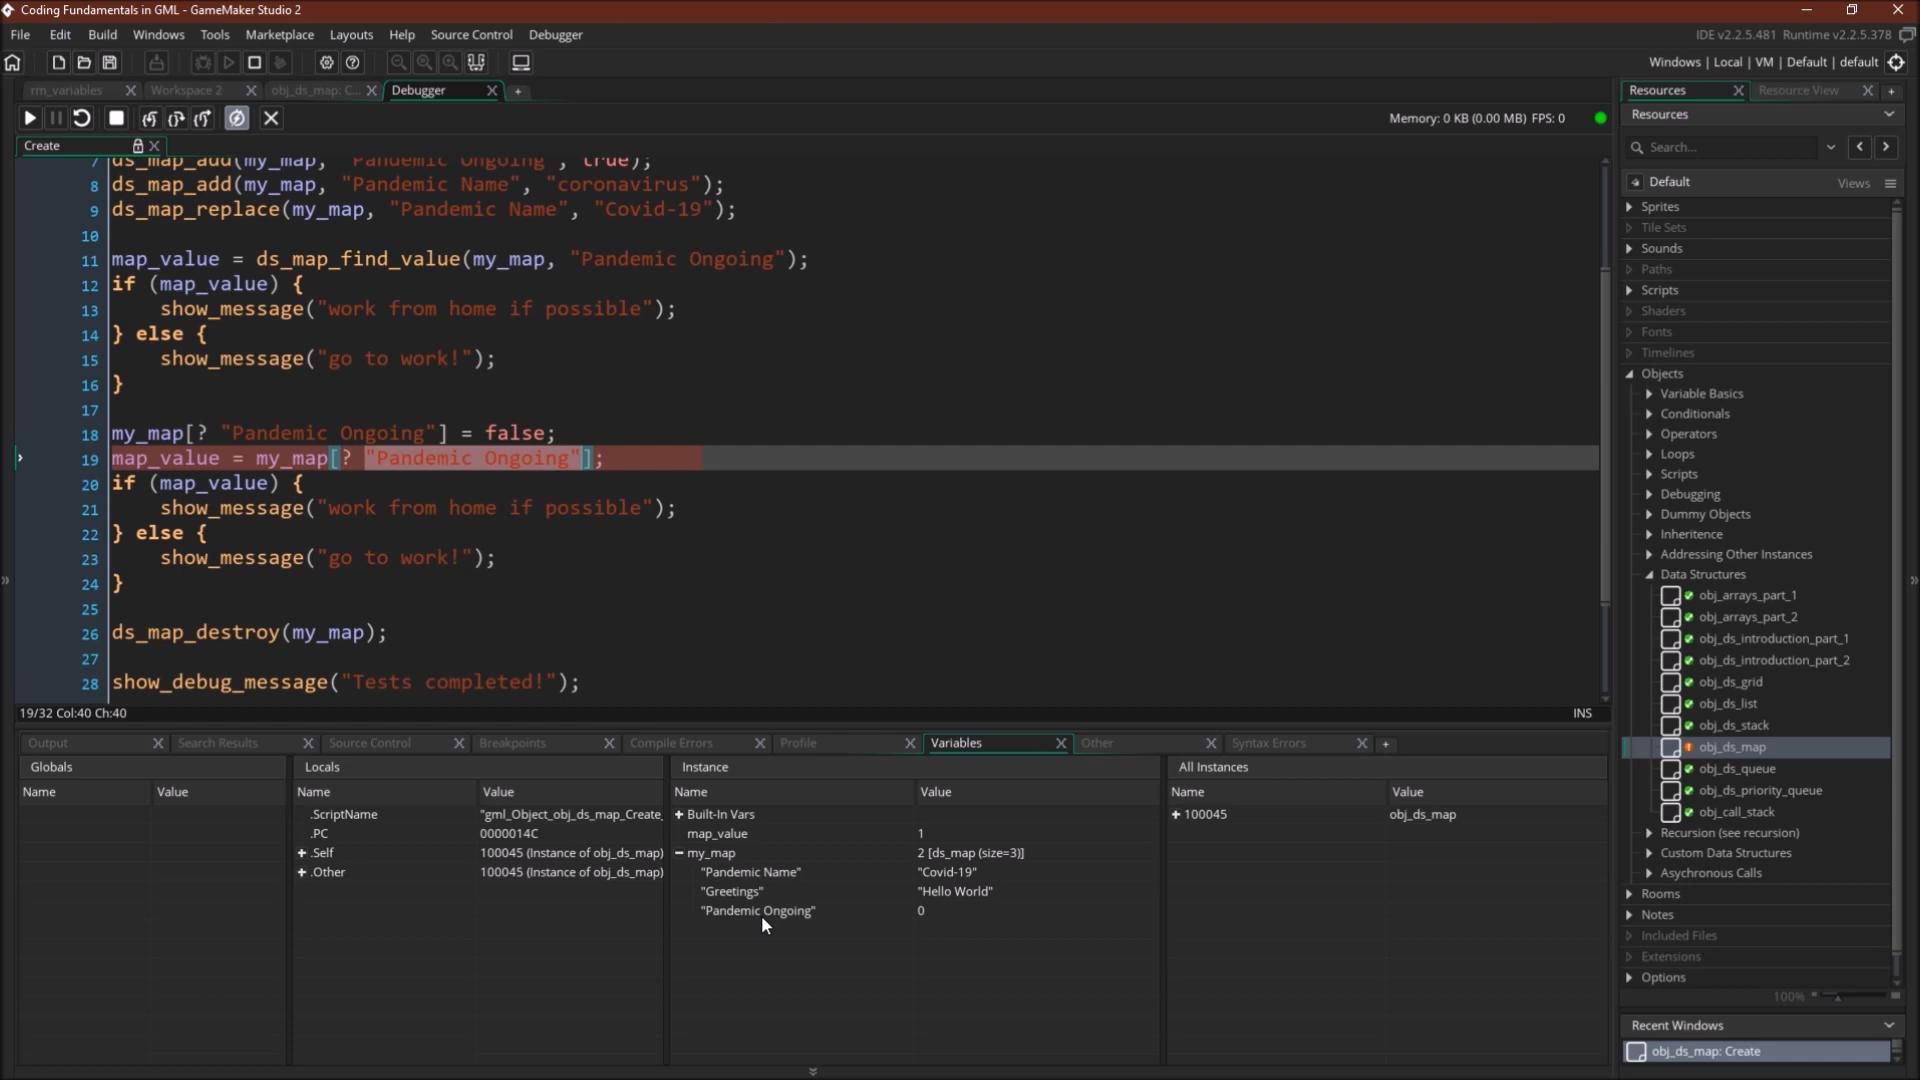 Coding Fundamentals in GML - GameMaker Studio 2
File Edit Build Windows Tools Marketplace Layouts Help Source Control Debugger
IDE v2.2.5.481 Runtime v2.2.5.378
Windows | Local | VM | Default | default
rm_variables Workspace 2 obj_ds_map: C... Debugger +
Memory: 0 KB (0.00 MB) FPS: 0
Create
7 ds_map_add(my_map, "Pandemic Ongoing", true);
8 ds_map_add(my_map, "Pandemic Name", "coronavirus");
9 ds_map_replace(my_map, "Pandemic Name", "Covid-19");
10
11 map_value = ds_map_find_value(my_map, "Pandemic Ongoing");
12 if (map_value) {
13 show_message("work from home if possible");
14 } else {
15 show_message("go to work!");
16 }
17
18 my_map[? "Pandemic Ongoing"] = false;
19 map_value = my_map[? "Pandemic Ongoing"];
20 if (map_value) {
21 show_message("work from home if possible");
22 } else {
23 show_message("go to work!");
24 }
25
26 ds_map_destroy(my_map);
27
28 show_debug_message("Tests completed!");
19/32 Col:40 Ch:40 INS
Output Search Results Source Control Breakpoints Compile Errors Profile Variables Other Syntax Errors +
Globals
Name Value
Locals
Name Value
.ScriptName "gml_Object_obj_ds_map_Create_
.PC 0000014C
+ .Self 100045 (Instance of obj_ds_map)
+ .Other 100045 (Instance of obj_ds_map)
Instance
Name Value
+ Built-In Vars
map_value 1
- my_map 2 [ds_map (size=3)]
"Pandemic Name" "Covid-19"
"Greetings" "Hello World"
"Pandemic Ongoing" 0
All Instances
Name Value
+ 100045 obj_ds_map
Resources Resource View +
Resources
Search...
Default Views
Sprites
Tile Sets
Sounds
Paths
Scripts
Shaders
Fonts
Timelines
Objects
Variable Basics
Conditionals
Operators
Loops
Scripts
Debugging
Dummy Objects
Inheritence
Addressing Other Instances
Data Structures
obj_arrays_part_1
obj_arrays_part_2
obj_ds_introduction_part_1
obj_ds_introduction_part_2
obj_ds_grid
obj_ds_list
obj_ds_stack
obj_ds_map
obj_ds_queue
obj_ds_priority_queue
obj_call_stack
Recursion (see recursion)
Custom Data Structures
Asynchronous Calls
Rooms
Notes
Included Files
Extensions
Options
100%
Recent Windows
obj_ds_map: Create